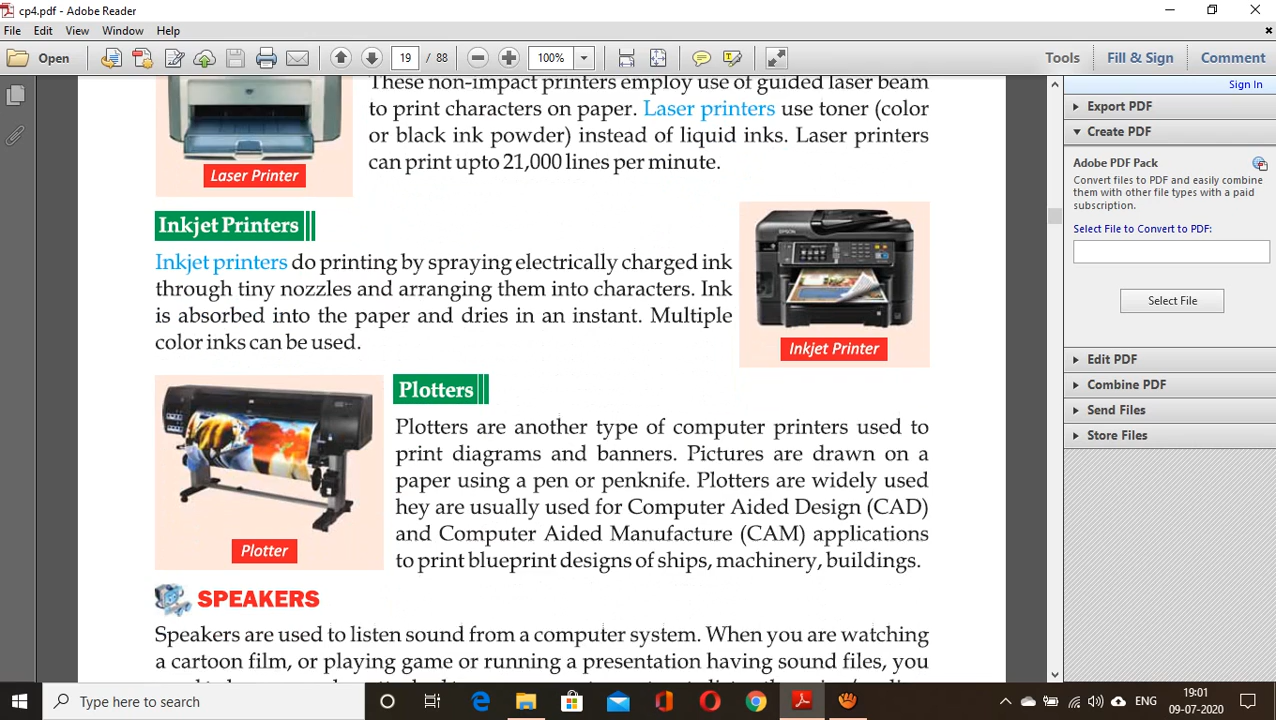 cp4.pdf - Adobe Reader
File Edit View Window Help
Open 19 / 88 100% Tools Fill & Sign Comment
Sign In
These non-impact printers employ use of guided laser beam
to print characters on paper. Laser printers use toner (color
or black ink powder) instead of liquid inks. Laser printers
can print upto 21,000 lines per minute.
Laser Printer
Inkjet Printers
Inkjet printers do printing by spraying electrically charged ink
through tiny nozzles and arranging them into characters. Ink
is absorbed into the paper and dries in an instant. Multiple
color inks can be used.
EPSON
Inkjet Printer
Plotters
Plotters are another type of computer printers used to
print diagrams and banners. Pictures are drawn on a
paper using a pen or penknife. Plotters are widely used
hey are usually used for Computer Aided Design (CAD)
and Computer Aided Manufacture (CAM) applications
to print blueprint designs of ships, machinery, buildings.
Plotter
SPEAKERS
Speakers are used to listen sound from a computer system. When you are watching
a cartoon film, or playing game or running a presentation having sound files, you
Export PDF
Create PDF
Adobe PDF Pack
Convert files to PDF and easily combine
them with other file types with a paid
subscription.
Select File to Convert to PDF:
Select File
Edit PDF
Combine PDF
Send Files
Store Files
Type here to search
ENG
19:01
09-07-2020